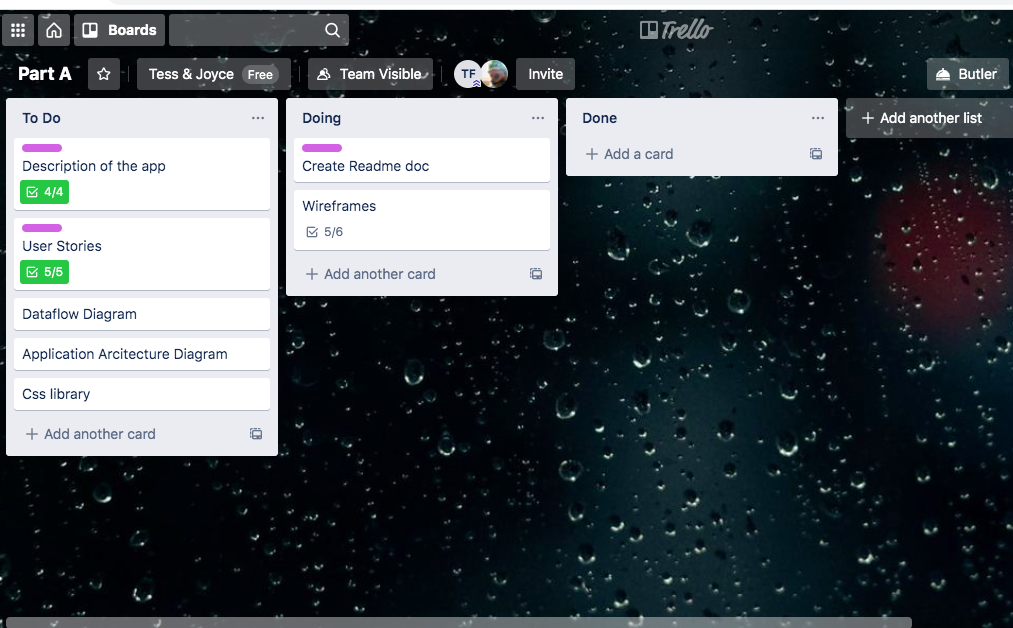 Boards
Trello
Part A
Tess & Joyce Free
Team Visible
TF
Invite
Butler
To Do
Description of the app
4/4
User Stories
5/5
Dataflow Diagram
Application Arcitecture Diagram
Css library
+ Add another card
Doing
Create Readme doc
Wireframes
5/6
+ Add another card
Done
+ Add a card
+ Add another list